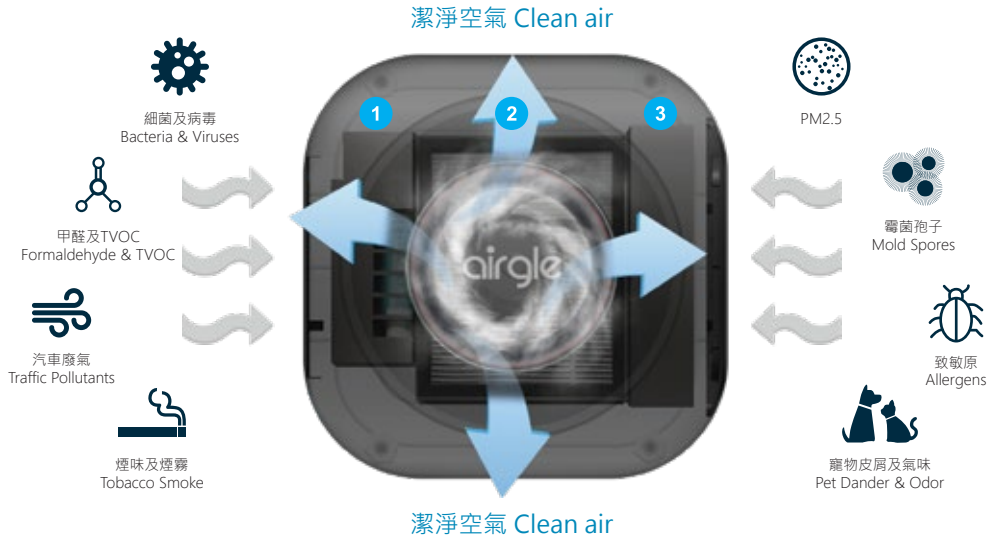 潔淨空氣 Clean air
細菌及病毒
Bacteria & Viruses
甲醛及TVOC
Formaldehyde & TVOC
汽車廢氣
Traffic Pollutants
煙味及煙霧
Tobacco Smoke
1
2
3
airgle
PM2.5
霉菌孢子
Mold Spores
致敏原
Allergens
寵物皮屑及氣味
Pet Dander & Odor
潔淨空氣 Clean air